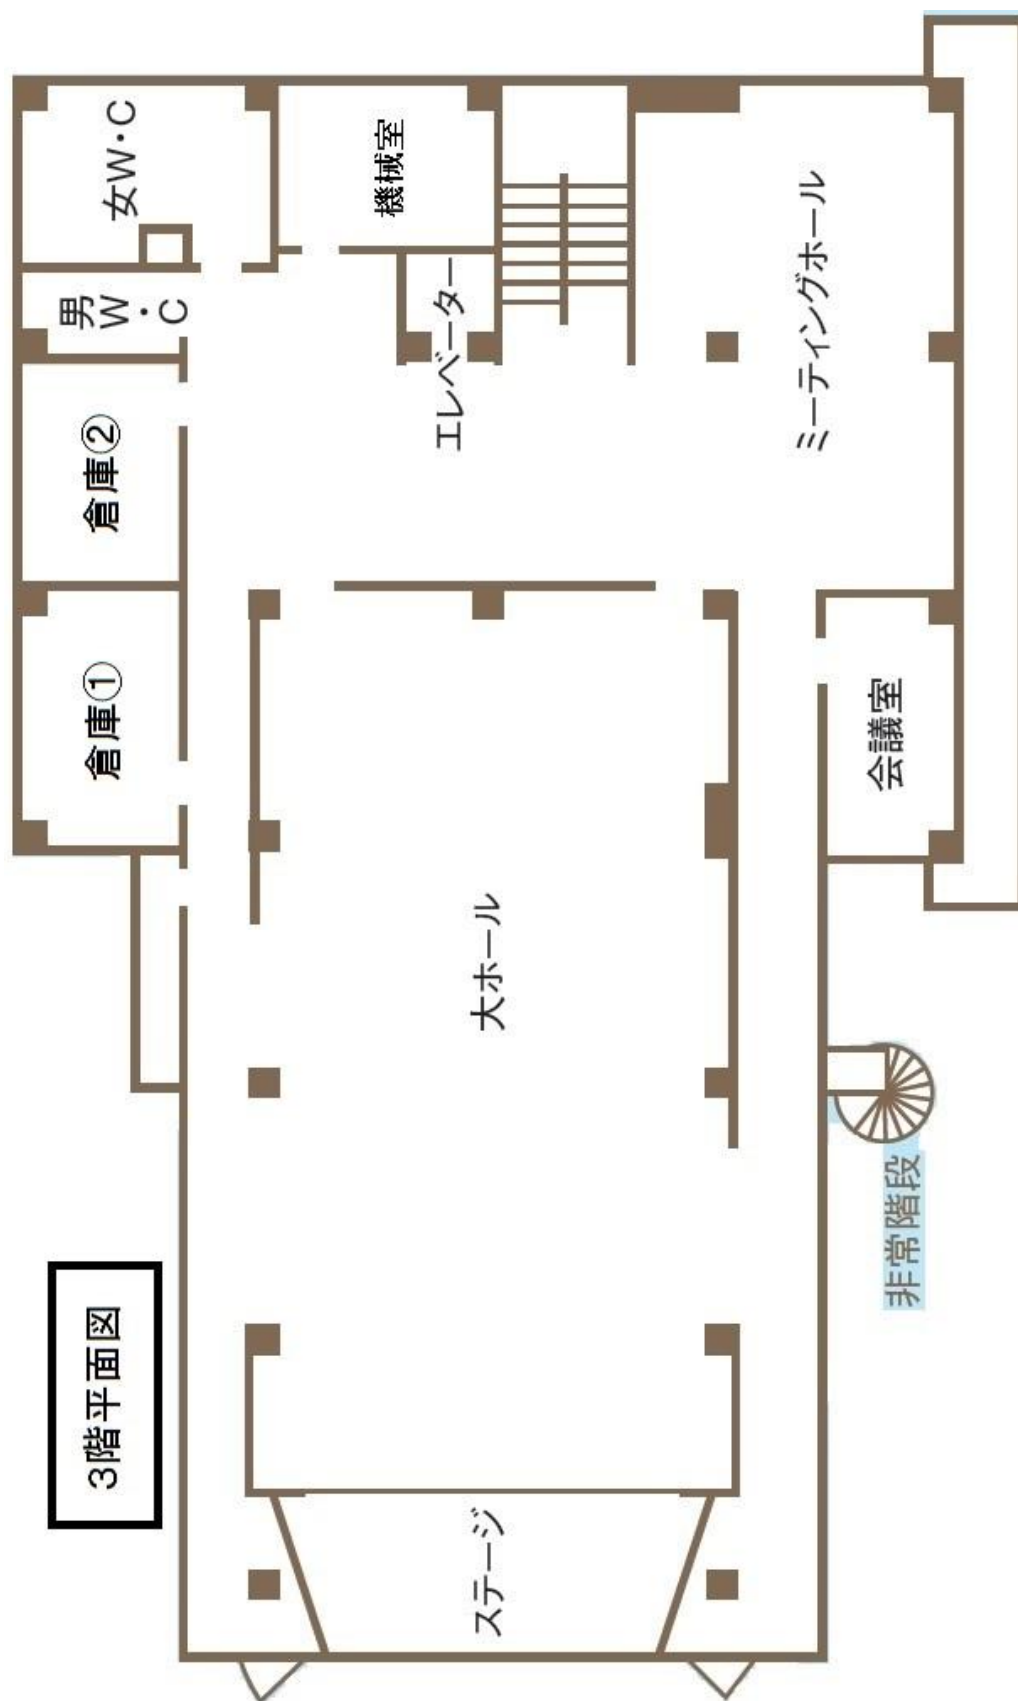 3階平面図
倉庫①
倉庫②
男
W・C
女W・C
機械室
エレベーター
大ホール
ステージ
ミーティングホール
会議室
非常階段